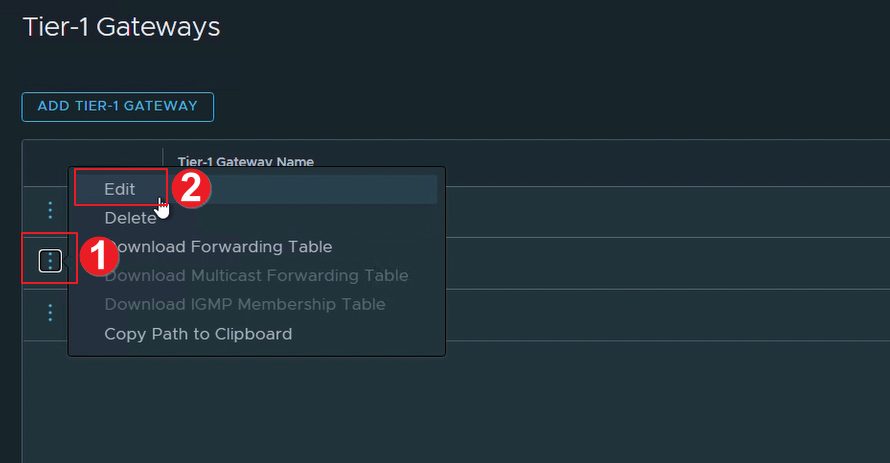 Tier-1 Gateways
ADD TIER-1 GATEWAY
Tier-1 Gateway Name
Edit
2
Delete
1
Download Forwarding Table
Download Multicast Forwarding Table
Download IGMP Membership Table
Copy Path to Clipboard